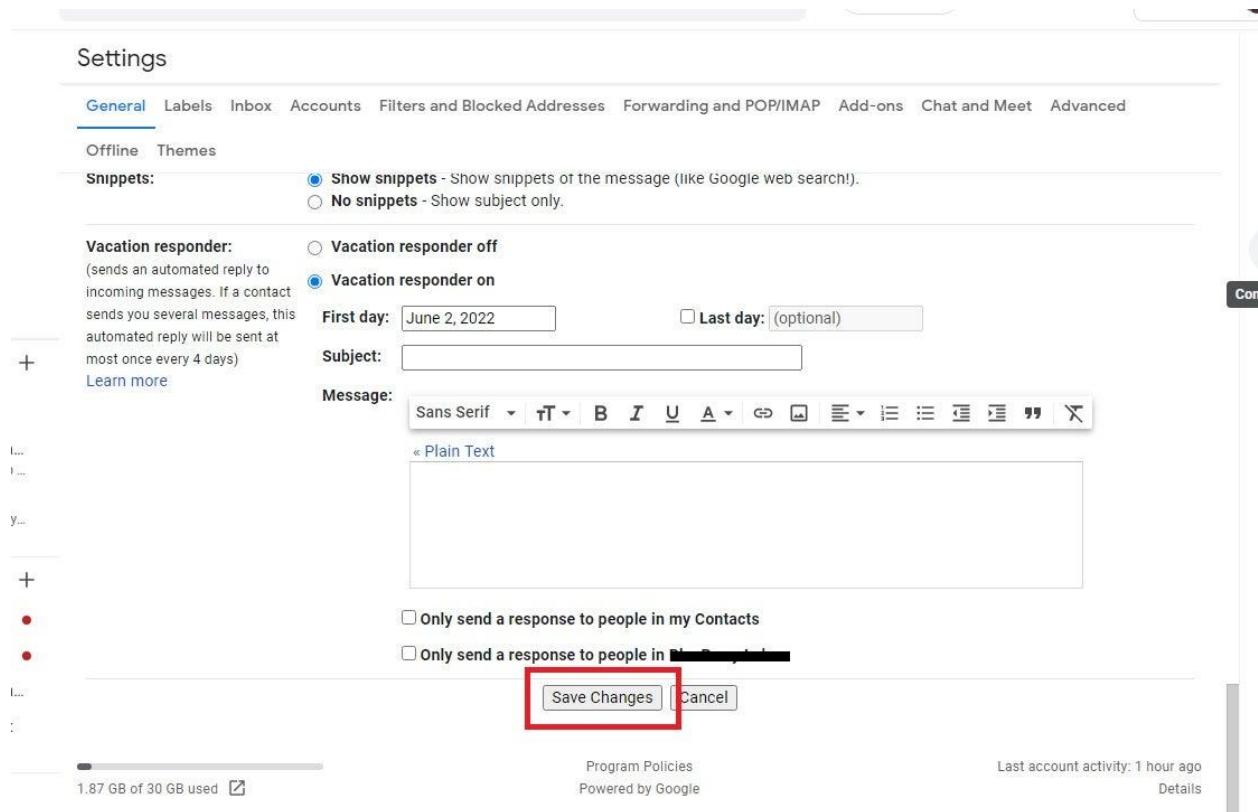 Settings
General Labels Inbox Accounts Filters and Blocked Addresses Forwarding and POP/IMAP Add-ons Chat and Meet Advanced
Offline Themes
Snippets: Show snippets - Show snippets of the message (like Google web search!).
No snippets - Show subject only.
Vacation responder: Vacation responder off
(sends an automated reply to
incoming messages. If a contact
sends you several messages, this
automated reply will be sent at
most once every 4 days)
Learn more
Vacation responder on
First day: June 2, 2022 Last day: (optional)
Subject:
Message:
Sans Serif
« Plain Text
Only send a response to people in my Contacts
Only send a response to people in
Save Changes Cancel
1.87 GB of 30 GB used
Program Policies
Powered by Google
Last account activity: 1 hour ago
Details